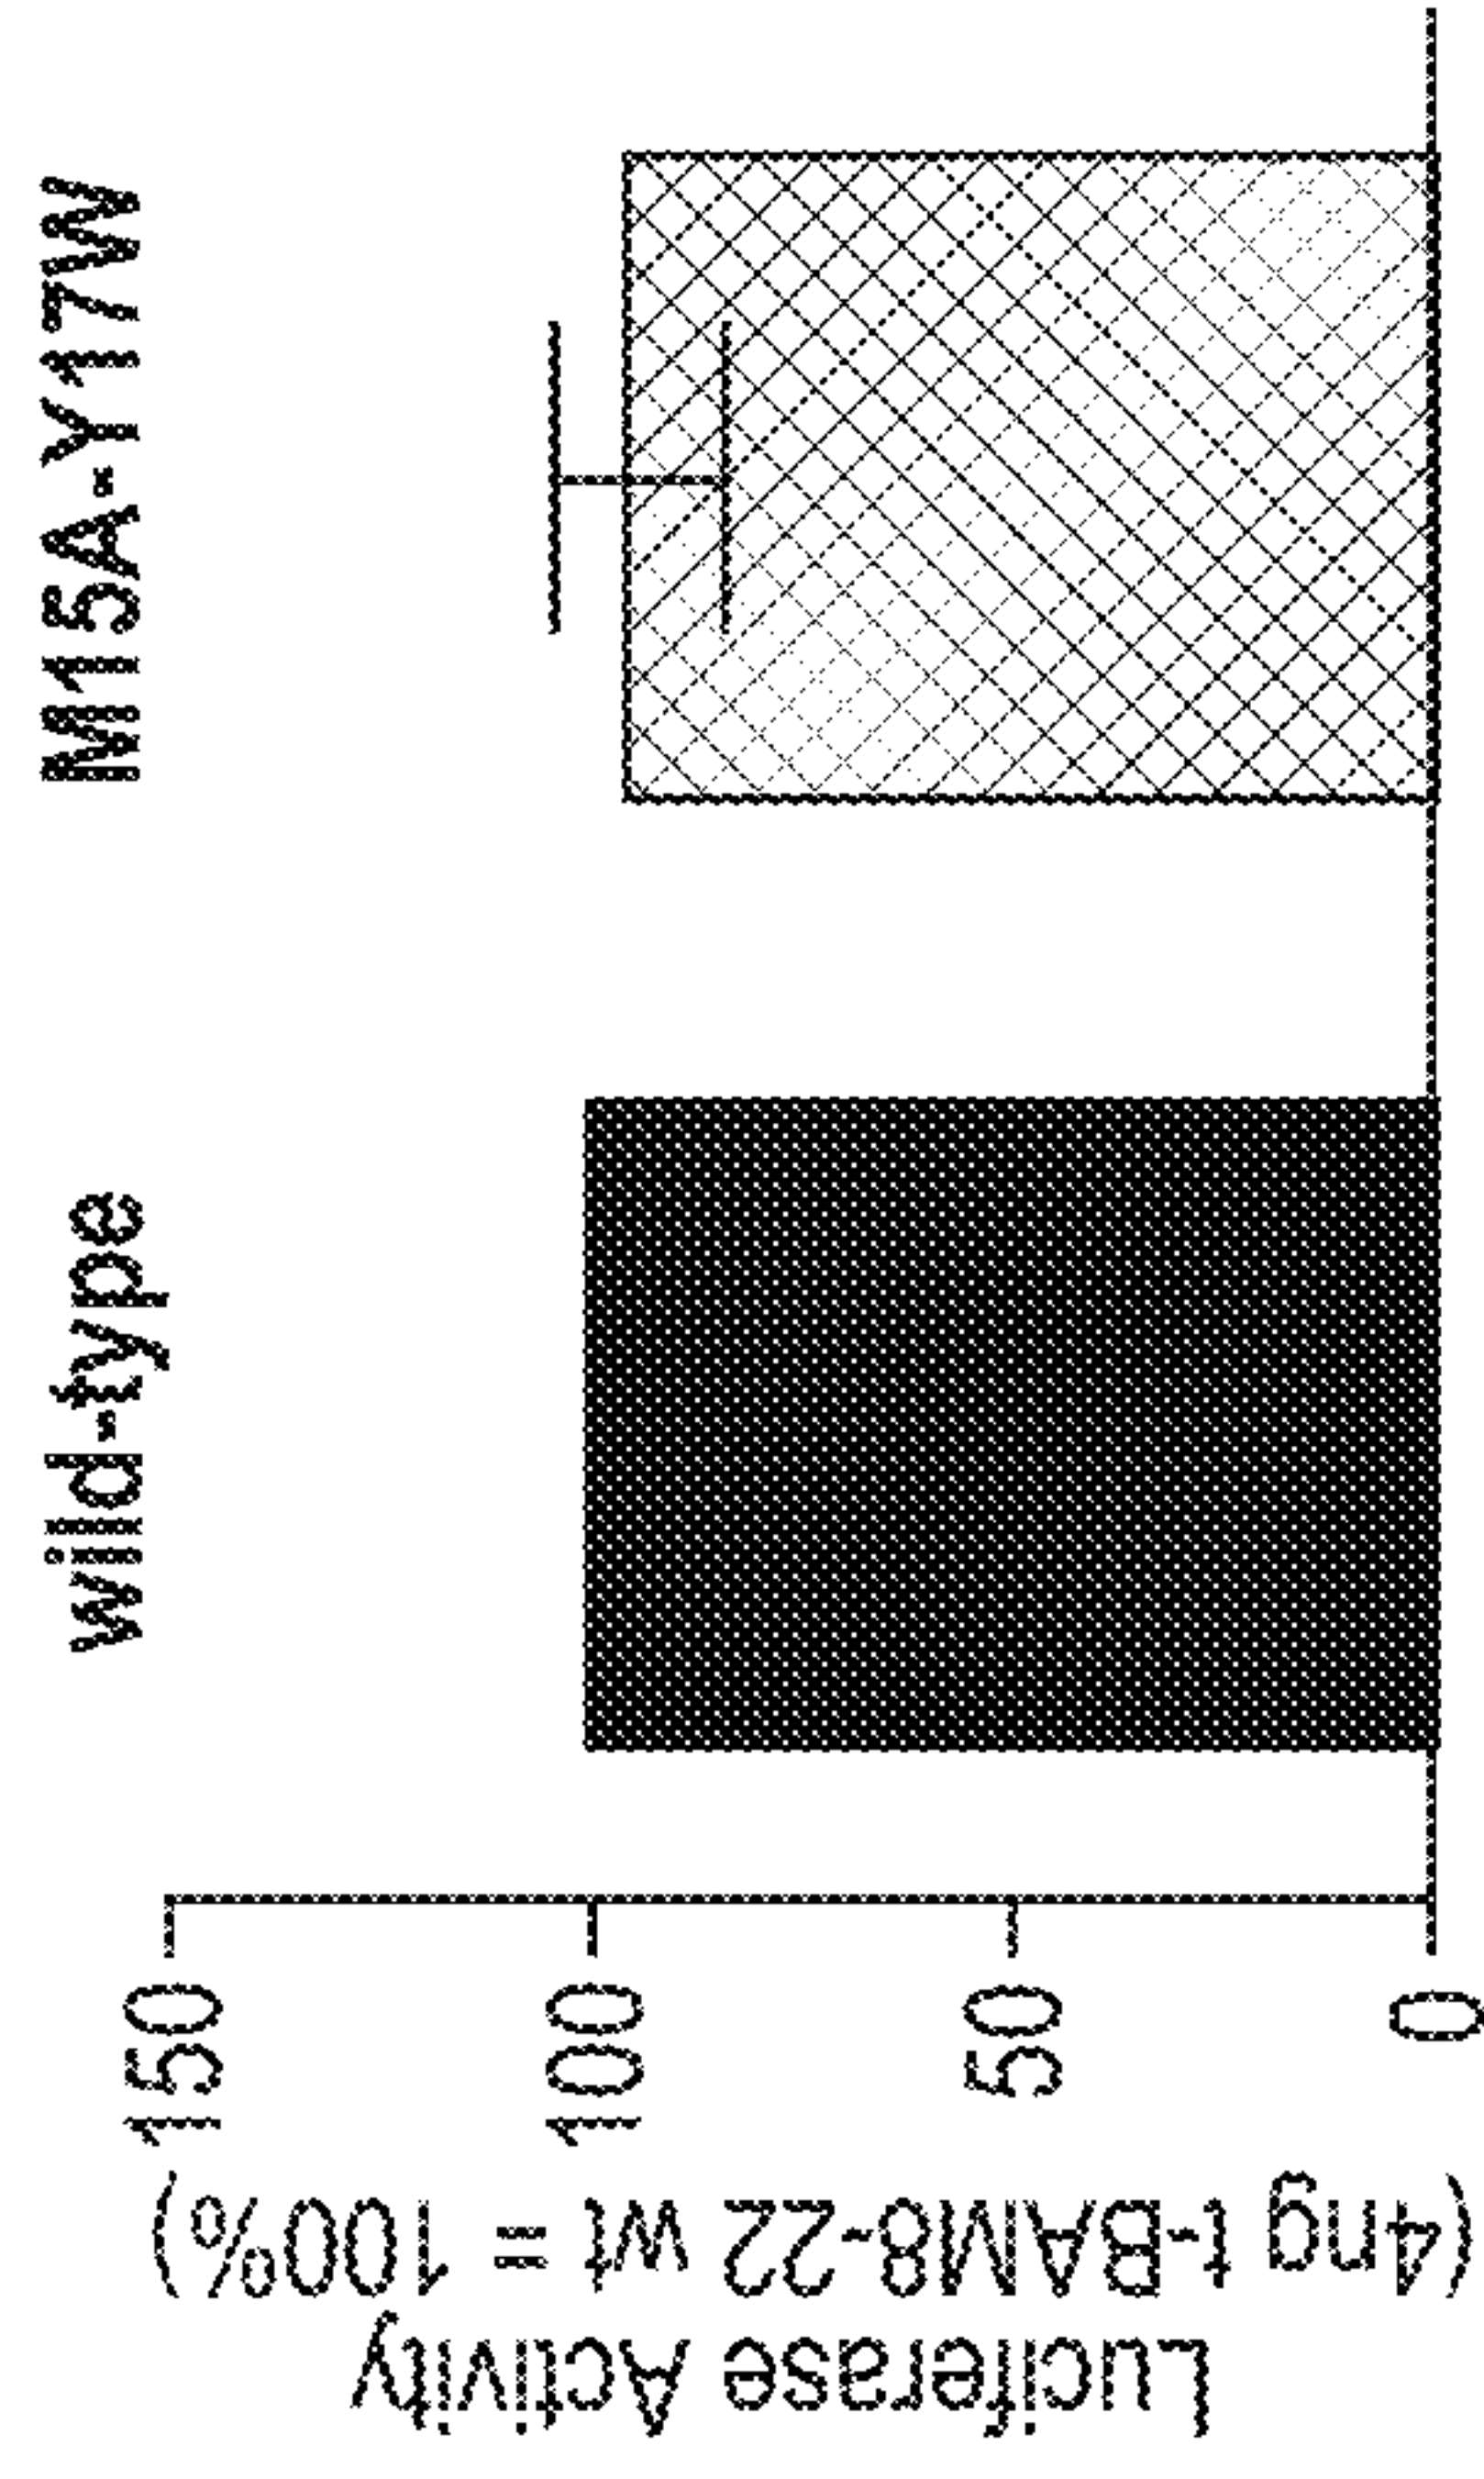 wild-type
M15A-Y17W
Luciferase Activity
(4ng t-BAM8-22 wt = 100%)
150
100
50
0